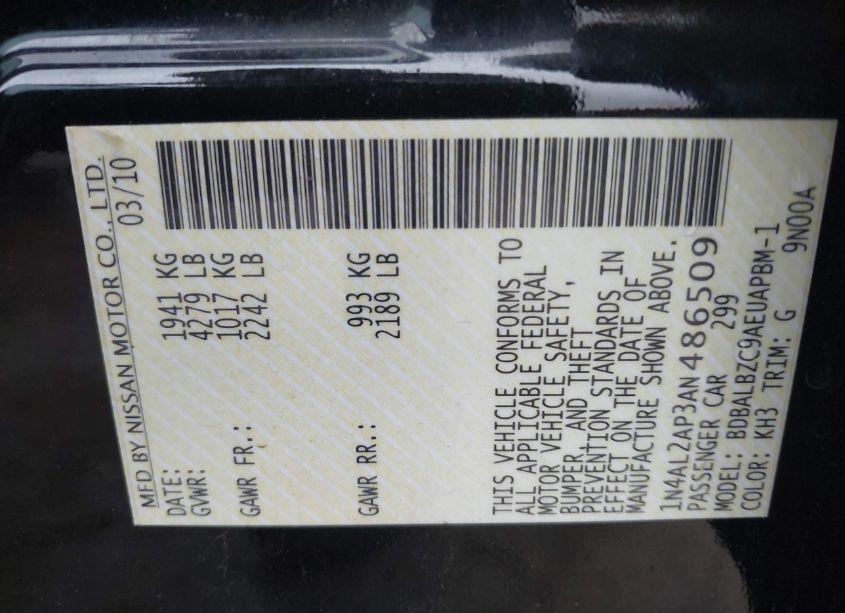 MFD BY NISSAN MOTOR CO., LTD.
DATE: 03/10
GVWR: 1941 KG
4279 LB
GAWR FR.: 1017 KG
2242 LB
GAWR RR.: 993 KG
2189 LB
THIS VEHICLE CONFORMS TO
ALL APPLICABLE FEDERAL
MOTOR VEHICLE SAFETY,
BUMPER, AND THEFT
PREVENTION STANDARDS IN
EFFECT ON THE DATE OF
MANUFACTURE SHOWN ABOVE.
1N4AL2AP3AN486509
PASSENGER CAR 299
MODEL: BDBALBZC9AEUAPBM-1
COLOR: KH3 TRIM: G 9N00A